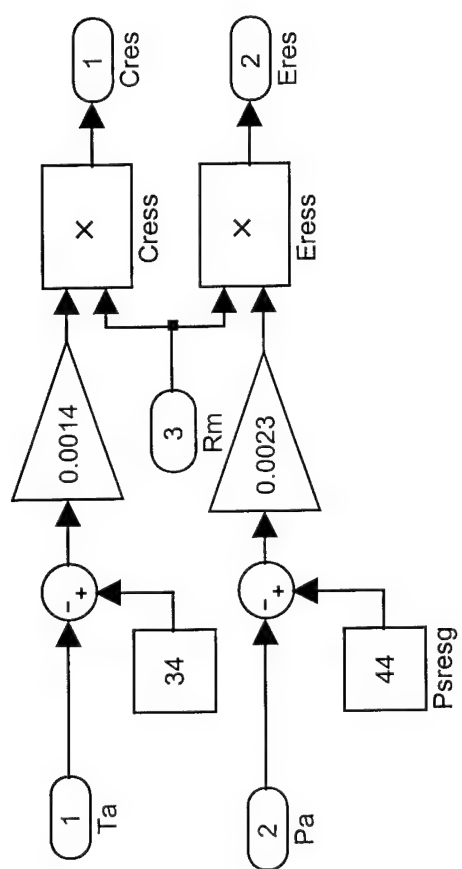 1
Ta
34
- +
0.0014
×
Cress
1
Cres
3
Rm
2
Pa
44
Psresg
- +
0.0023
×
Eress
2
Eres